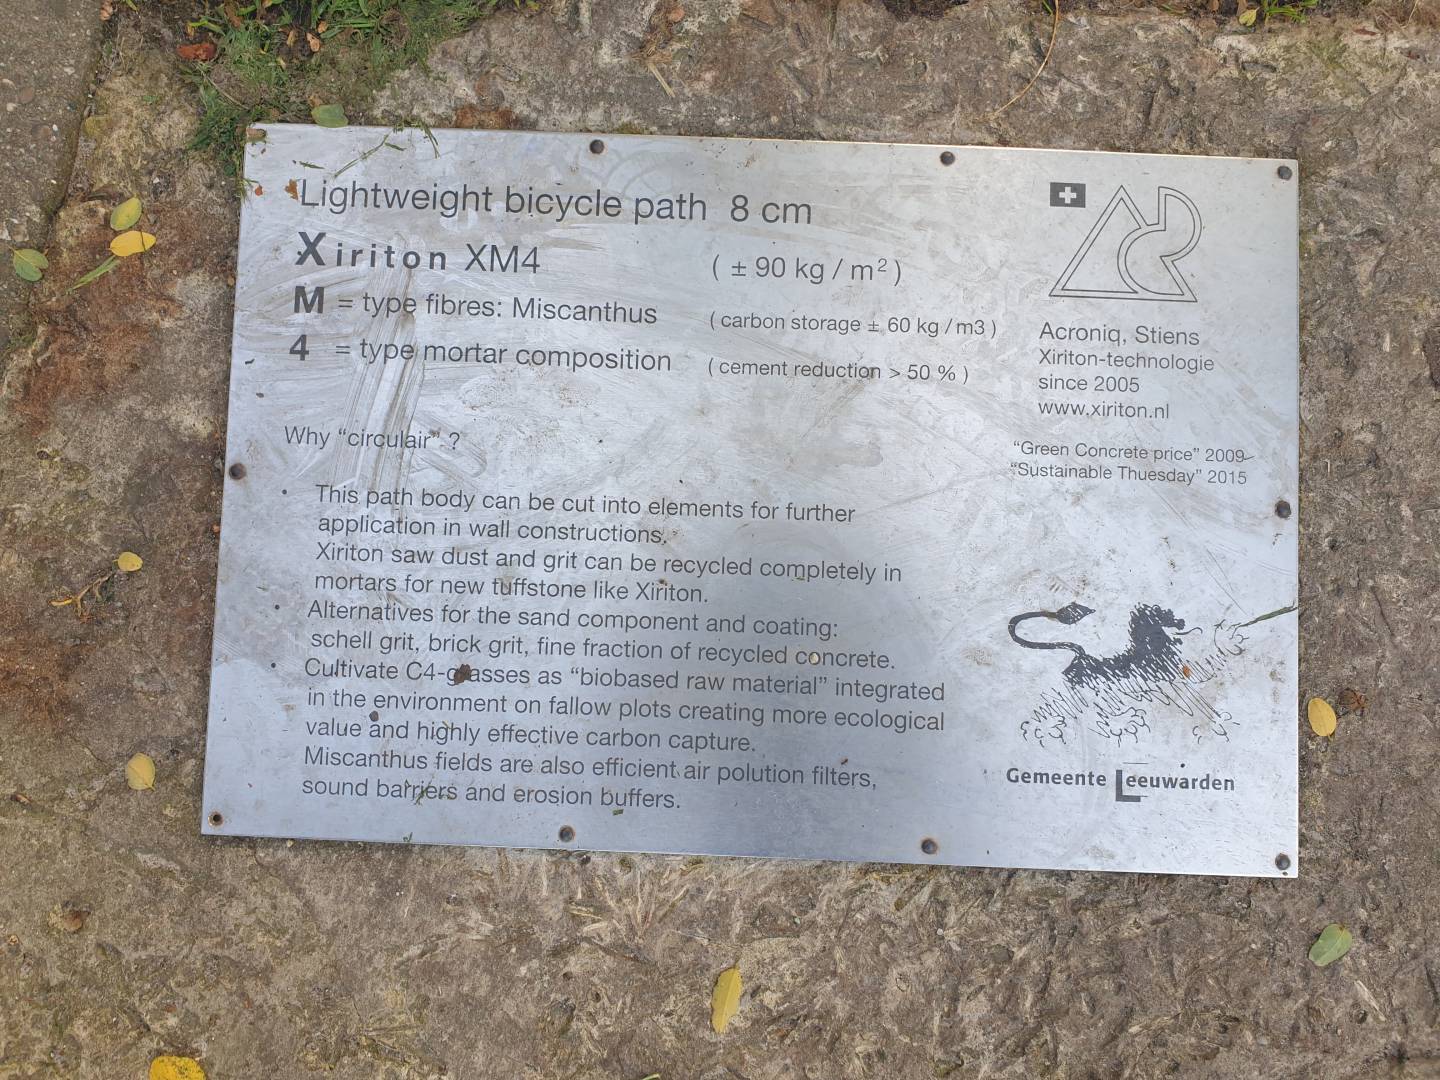 Lightweight bicycle path 8 cm
Xiriton XM4 ( ± 90 kg / m² )
M = type fibres: Miscanthus ( carbon storage ± 60 kg / m3 )
4 = type mortar composition ( cement reduction > 50 % )
ACR
Acroniq, Stiens
Xiriton-technologie
since 2005
www.xiriton.nl
"Green Concrete price" 2009
"Sustainable Thuesday" 2015
Why "circulair" ?
• This path body can be cut into elements for further
application in wall constructions.
Xiriton saw dust and grit can be recycled completely in
mortars for new tuffstone like Xiriton.
• Alternatives for the sand component and coating:
schell grit, brick grit, fine fraction of recycled concrete.
• Cultivate C4-grasses as "biobased raw material" integrated
in the environment on fallow plots creating more ecological
value and highly effective carbon capture.
Miscanthus fields are also efficient air polution filters,
sound barriers and erosion buffers.
Gemeente Leeuwarden